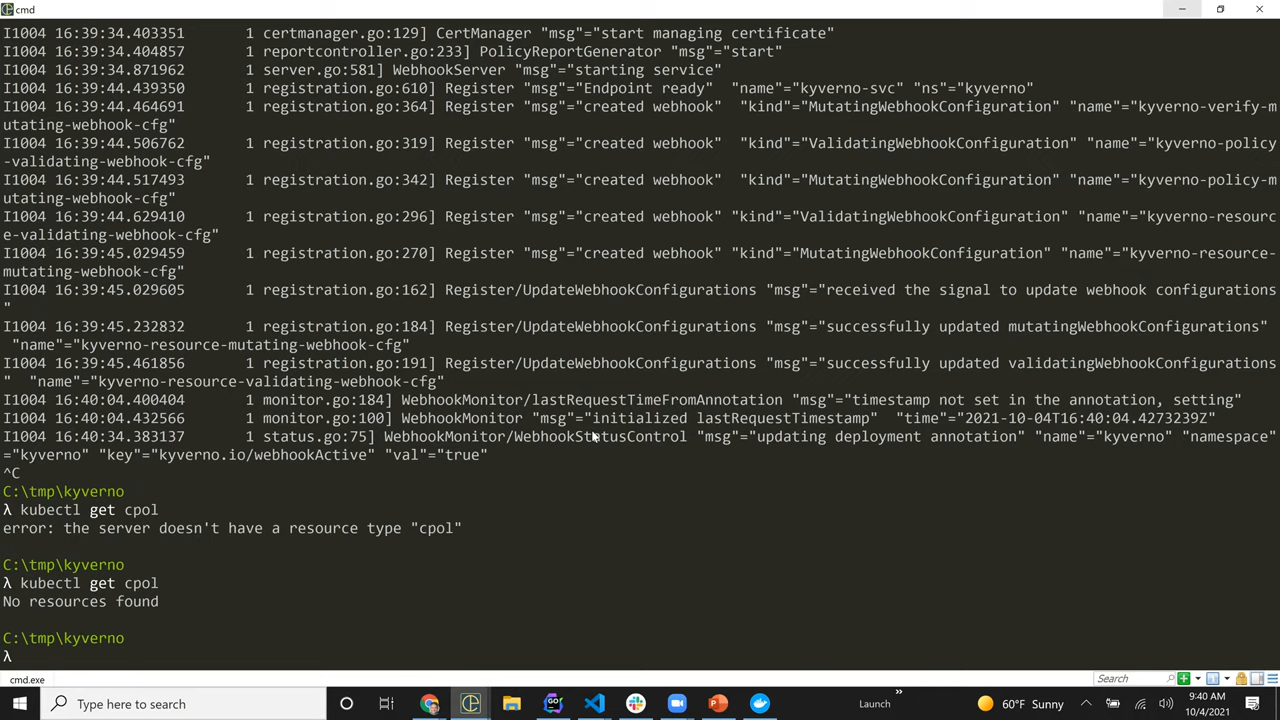 cmd
I1004 16:39:34.403351       1 certmanager.go:129] CertManager "msg"="start managing certificate"
I1004 16:39:34.404857       1 reportcontroller.go:233] PolicyReportGenerator "msg"="start"
I1004 16:39:34.871962       1 server.go:581] WebhookServer "msg"="starting service"
I1004 16:39:44.439350       1 registration.go:610] Register "msg"="Endpoint ready"  "name"="kyverno-svc" "ns"="kyverno"
I1004 16:39:44.464691       1 registration.go:364] Register "msg"="created webhook"  "kind"="MutatingWebhookConfiguration" "name"="kyverno-verify-m
utating-webhook-cfg"
I1004 16:39:44.506762       1 registration.go:319] Register "msg"="created webhook"  "kind"="ValidatingWebhookConfiguration" "name"="kyverno-policy
-validating-webhook-cfg"
I1004 16:39:44.517493       1 registration.go:342] Register "msg"="created webhook"  "kind"="MutatingWebhookConfiguration" "name"="kyverno-policy-m
utating-webhook-cfg"
I1004 16:39:44.629410       1 registration.go:296] Register "msg"="created webhook"  "kind"="ValidatingWebhookConfiguration" "name"="kyverno-resourc
e-validating-webhook-cfg"
I1004 16:39:45.029459       1 registration.go:270] Register "msg"="created webhook" "kind"="MutatingWebhookConfiguration" "name"="kyverno-resource-
mutating-webhook-cfg"
I1004 16:39:45.029605       1 registration.go:162] Register/UpdateWebhookConfigurations "msg"="received the signal to update webhook configurations
"
I1004 16:39:45.232832       1 registration.go:184] Register/UpdateWebhookConfigurations "msg"="successfully updated mutatingWebhookConfigurations"
"name"="kyverno-resource-mutating-webhook-cfg"
I1004 16:39:45.461856       1 registration.go:191] Register/UpdateWebhookConfigurations "msg"="successfully updated validatingWebhookConfigurations
"  "name"="kyverno-resource-validating-webhook-cfg"
I1004 16:40:04.400404       1 monitor.go:184] WebhookMonitor/lastRequestTimeFromAnnotation "msg"="timestamp not set in the annotation, setting"
I1004 16:40:04.432566       1 monitor.go:100] WebhookMonitor "msg"="initialized lastRequestTimestamp"  "time"="2021-10-04T16:40:04.4273239Z"
I1004 16:40:34.383137       1 status.go:75] WebhookMonitor/WebhookStatusControl "msg"="updating deployment annotation" "name"="kyverno" "namespace"
="kyverno" "key"="kyverno.io/webhookActive" "val"="true"
^C
C:\tmp\kyverno
λ kubectl get cpol
error: the server doesn't have a resource type "cpol"
C:\tmp\kyverno
λ kubectl get cpol
No resources found
C:\tmp\kyverno
λ
cmd.exe
Search
Type here to search
Launch
60°F Sunny
9:40 AM
10/4/2021